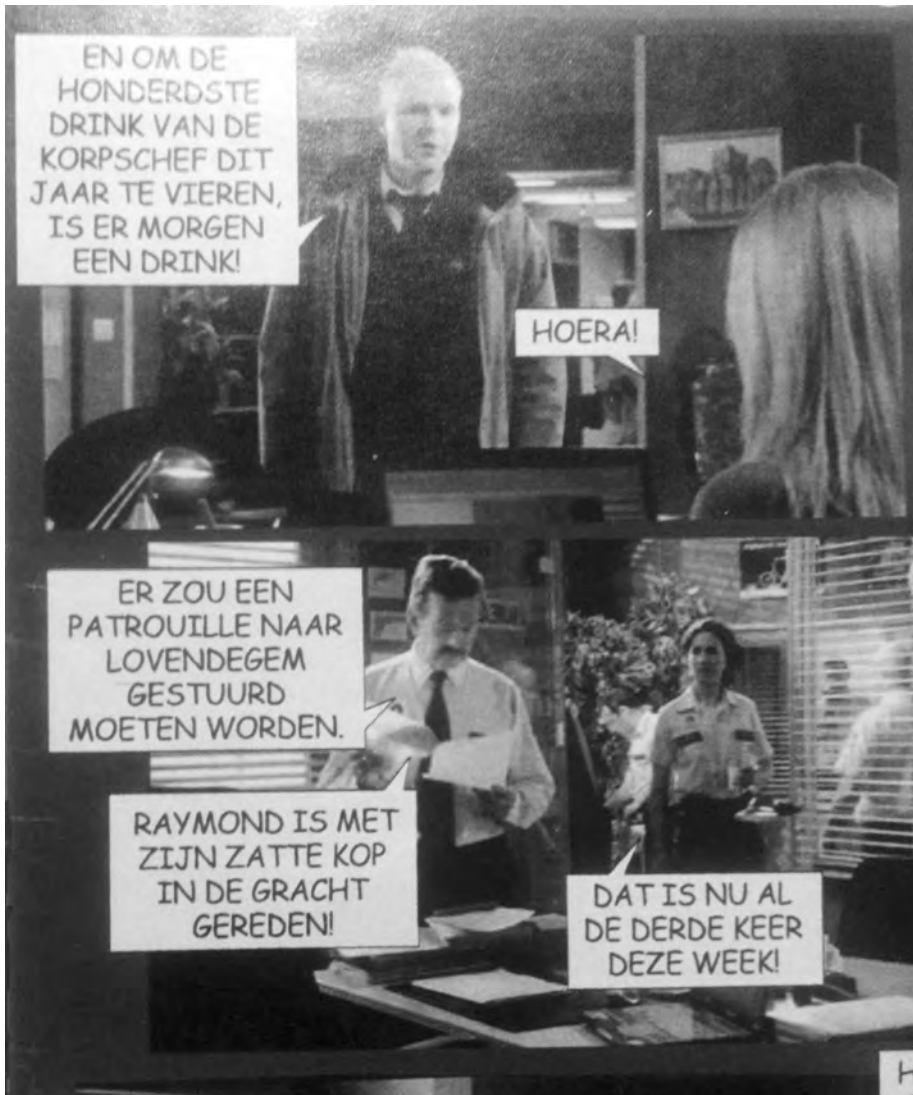 EN OM DE
HONDERDSTE
DRINK VAN DE
KORPSCHEF DIT
JAAR TE VIEREN,
IS ER MORGEN
EEN DRINK!
HOERA!
ER ZOU EEN
PATROUILLE NAAR
LOVENDEGEM
GESTUURD
MOETEN WORDEN.
RAYMOND IS MET
ZIJN ZATTE KOP
IN DE GRACHT
GEREDEN!
DAT IS NU AL
DE DERDE KEER
DEZE WEEK!
H